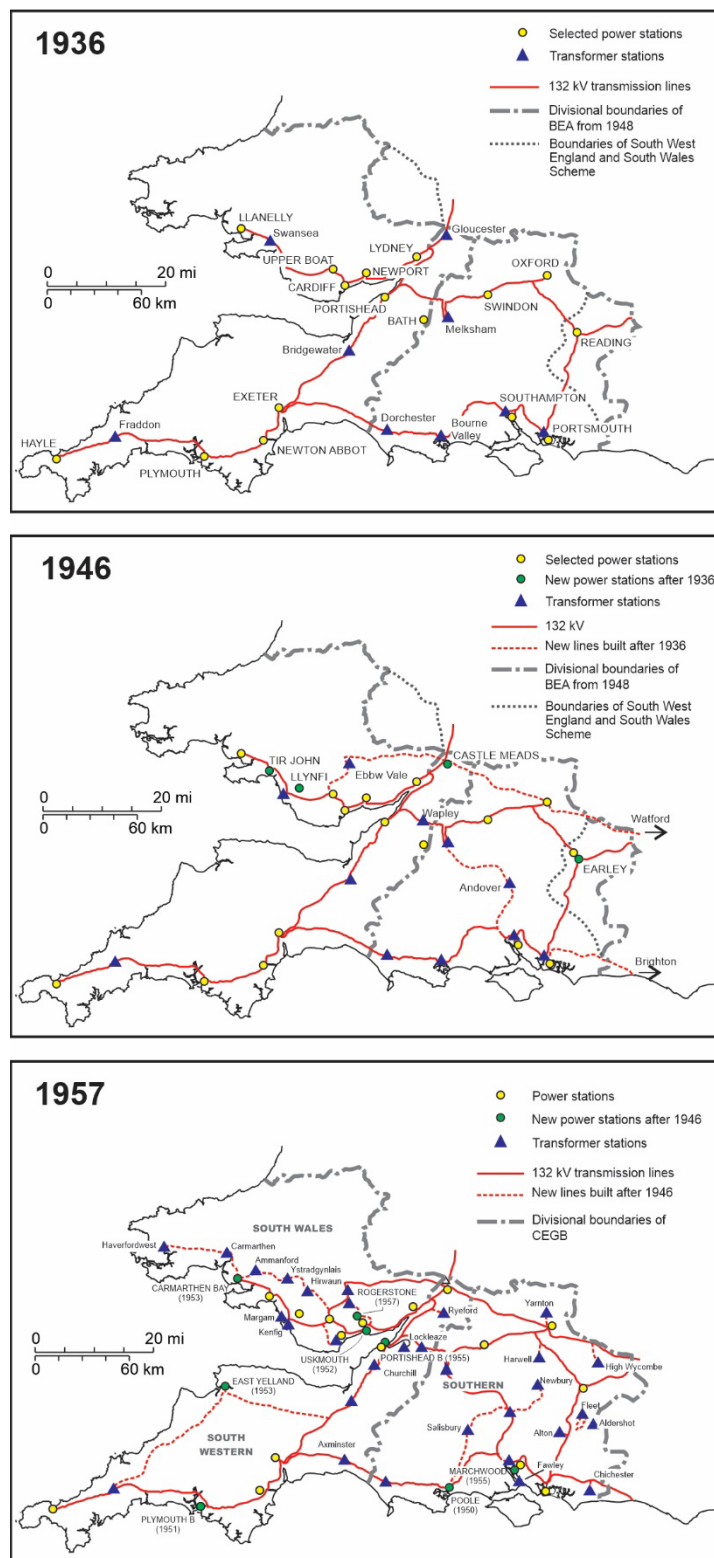 1936
Selected power stations
Transformer stations
132 kV transmission lines
Divisional boundaries of
BEA from 1948
Boundaries of South West
England and South Wales
Scheme
LLANELLY
Swansea
Gloucester
LYDNEY
UPPER BOAT
NEWPORT
OXFORD
0 20 mi
0 60 km
CARDIFF
PORTISHEAD
SWINDON
BATH
Melksham
READING
Bridgewater
EXETER
SOUTHAMPTON
Fraddon
Dorchester
Bourne
Valley
HAYLE
PORTSMOUTH
NEWTON ABBOT
PLYMOUTH
1946
Selected power stations
New power stations after 1936
Transformer stations
132 kV
New lines built after 1936
Divisional boundaries of
BEA from 1948
Boundaries of South West
England and South Wales
Scheme
TIR JOHN
CASTLE MEADS
LLYNFI
Ebbw Vale
0 20 mi
0 60 km
Wapley
Watford
EARLEY
Andover
Brighton
1957
Power stations
New power stations after 1946
Transformer stations
132 kV transmission lines
New lines built after 1946
Divisional boundaries of
CEGB
SOUTH WALES
Haverfordwest
Carmarthen
Ammanford
Ystradgynlais
Hirwaun
CARMARTHEN BAY
(1953)
ROGERSTONE
(1957)
Ryeford
Yarnton
Margam
Kenfig
Lockleaze
USKMOUTH
(1952)
PORTISHEAD B (1955)
0 20 mi
0 60 km
Churchill
Harwell
High Wycombe
EAST YELLAND
(1953)
SOUTHERN
Newbury
SOUTH
WESTERN
Salisbury
Fleet
Aldershot
Alton
Axminster
MARCHWOOD
(1955)
Fawley
Chichester
POOLE
(1950)
PLYMOUTH B
(1951)